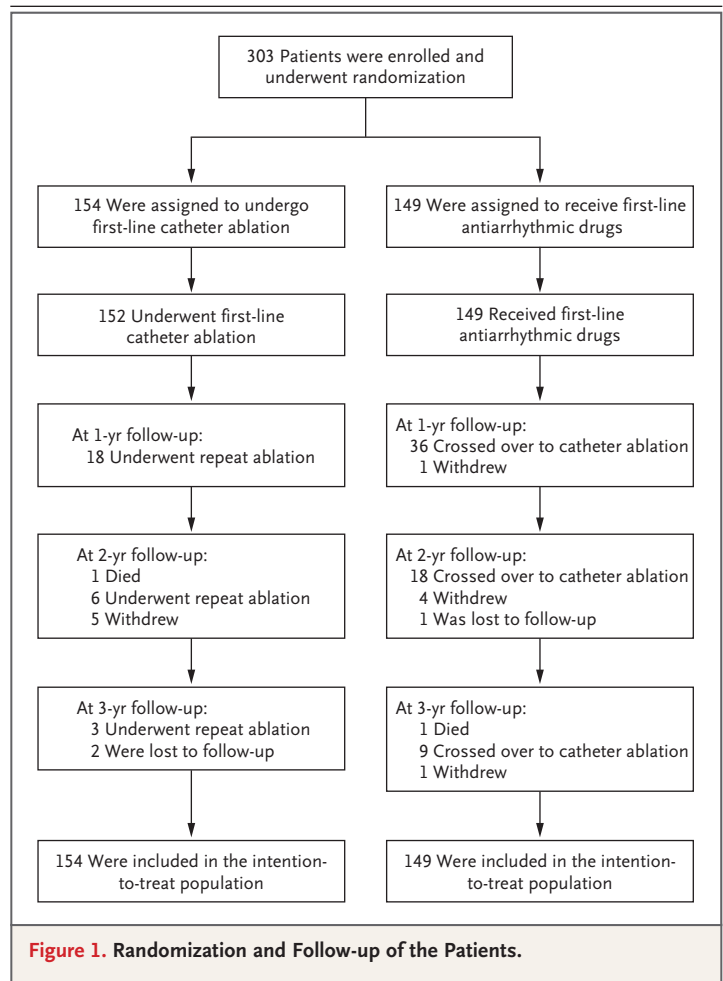 303 Patients were enrolled and
underwent randomization
154 Were assigned to undergo
first-line catheter ablation
149 Were assigned to receive first-line
antiarrhythmic drugs
152 Underwent first-line
catheter ablation
149 Received first-line
antiarrhythmic drugs
At 1-yr follow-up:
18 Underwent repeat ablation
At 1-yr follow-up:
36 Crossed over to catheter ablation
1 Withdrew
At 2-yr follow-up:
1 Died
6 Underwent repeat ablation
5 Withdrew
At 2-yr follow-up:
18 Crossed over to catheter ablation
4 Withdrew
1 Was lost to follow-up
At 3-yr follow-up:
3 Underwent repeat ablation
2 Were lost to follow-up
At 3-yr follow-up:
1 Died
9 Crossed over to catheter ablation
1 Withdrew
154 Were included in the intention-
to-treat population
149 Were included in the intention-
to-treat population
Figure 1. Randomization and Follow-up of the Patients.